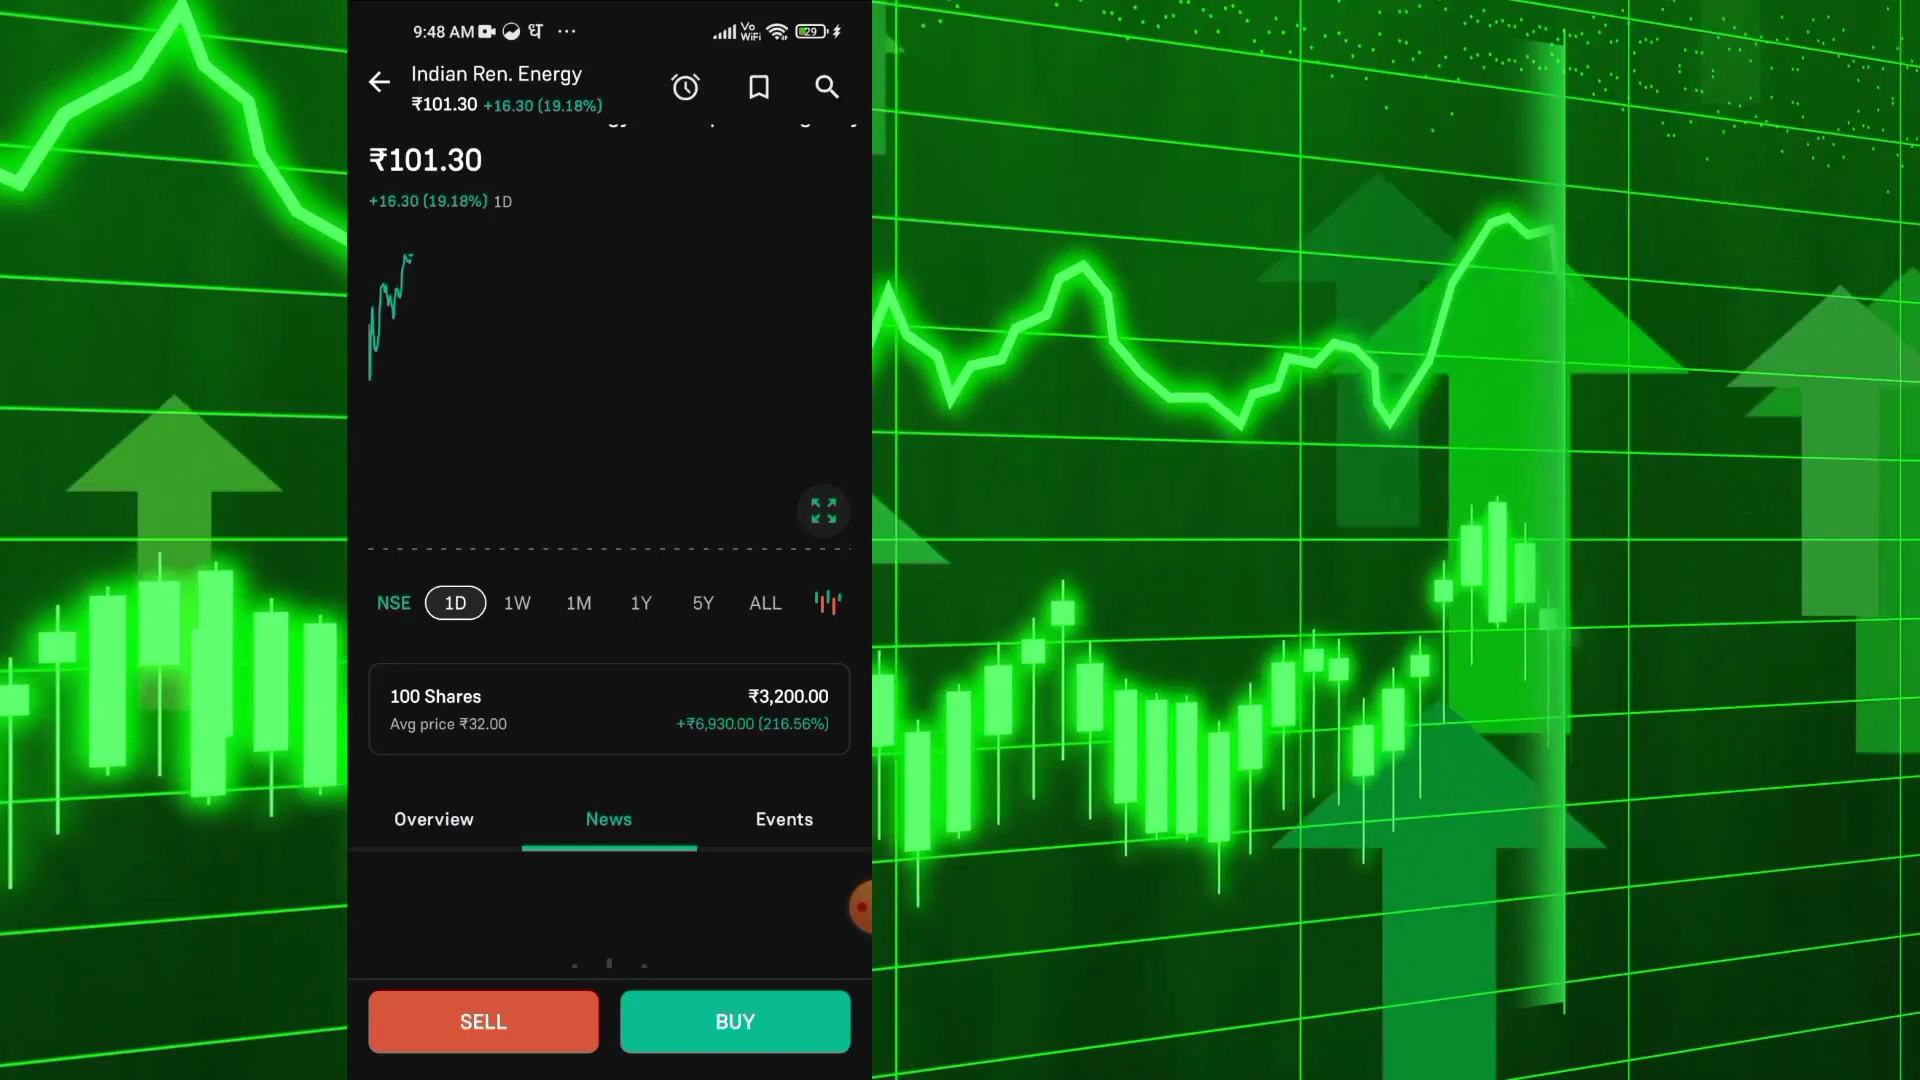 9:48 AM ध ... Vo WiFi 29
Indian Ren. Energy
₹101.30 +16.30 (19.18%)
₹101.30
+16.30 (19.18%) 1D
NSE 1D 1W 1M 1Y 5Y ALL
100 Shares ₹3,200.00
Avg price ₹32.00 +₹6,930.00 (216.56%)
Overview News Events
SELL BUY